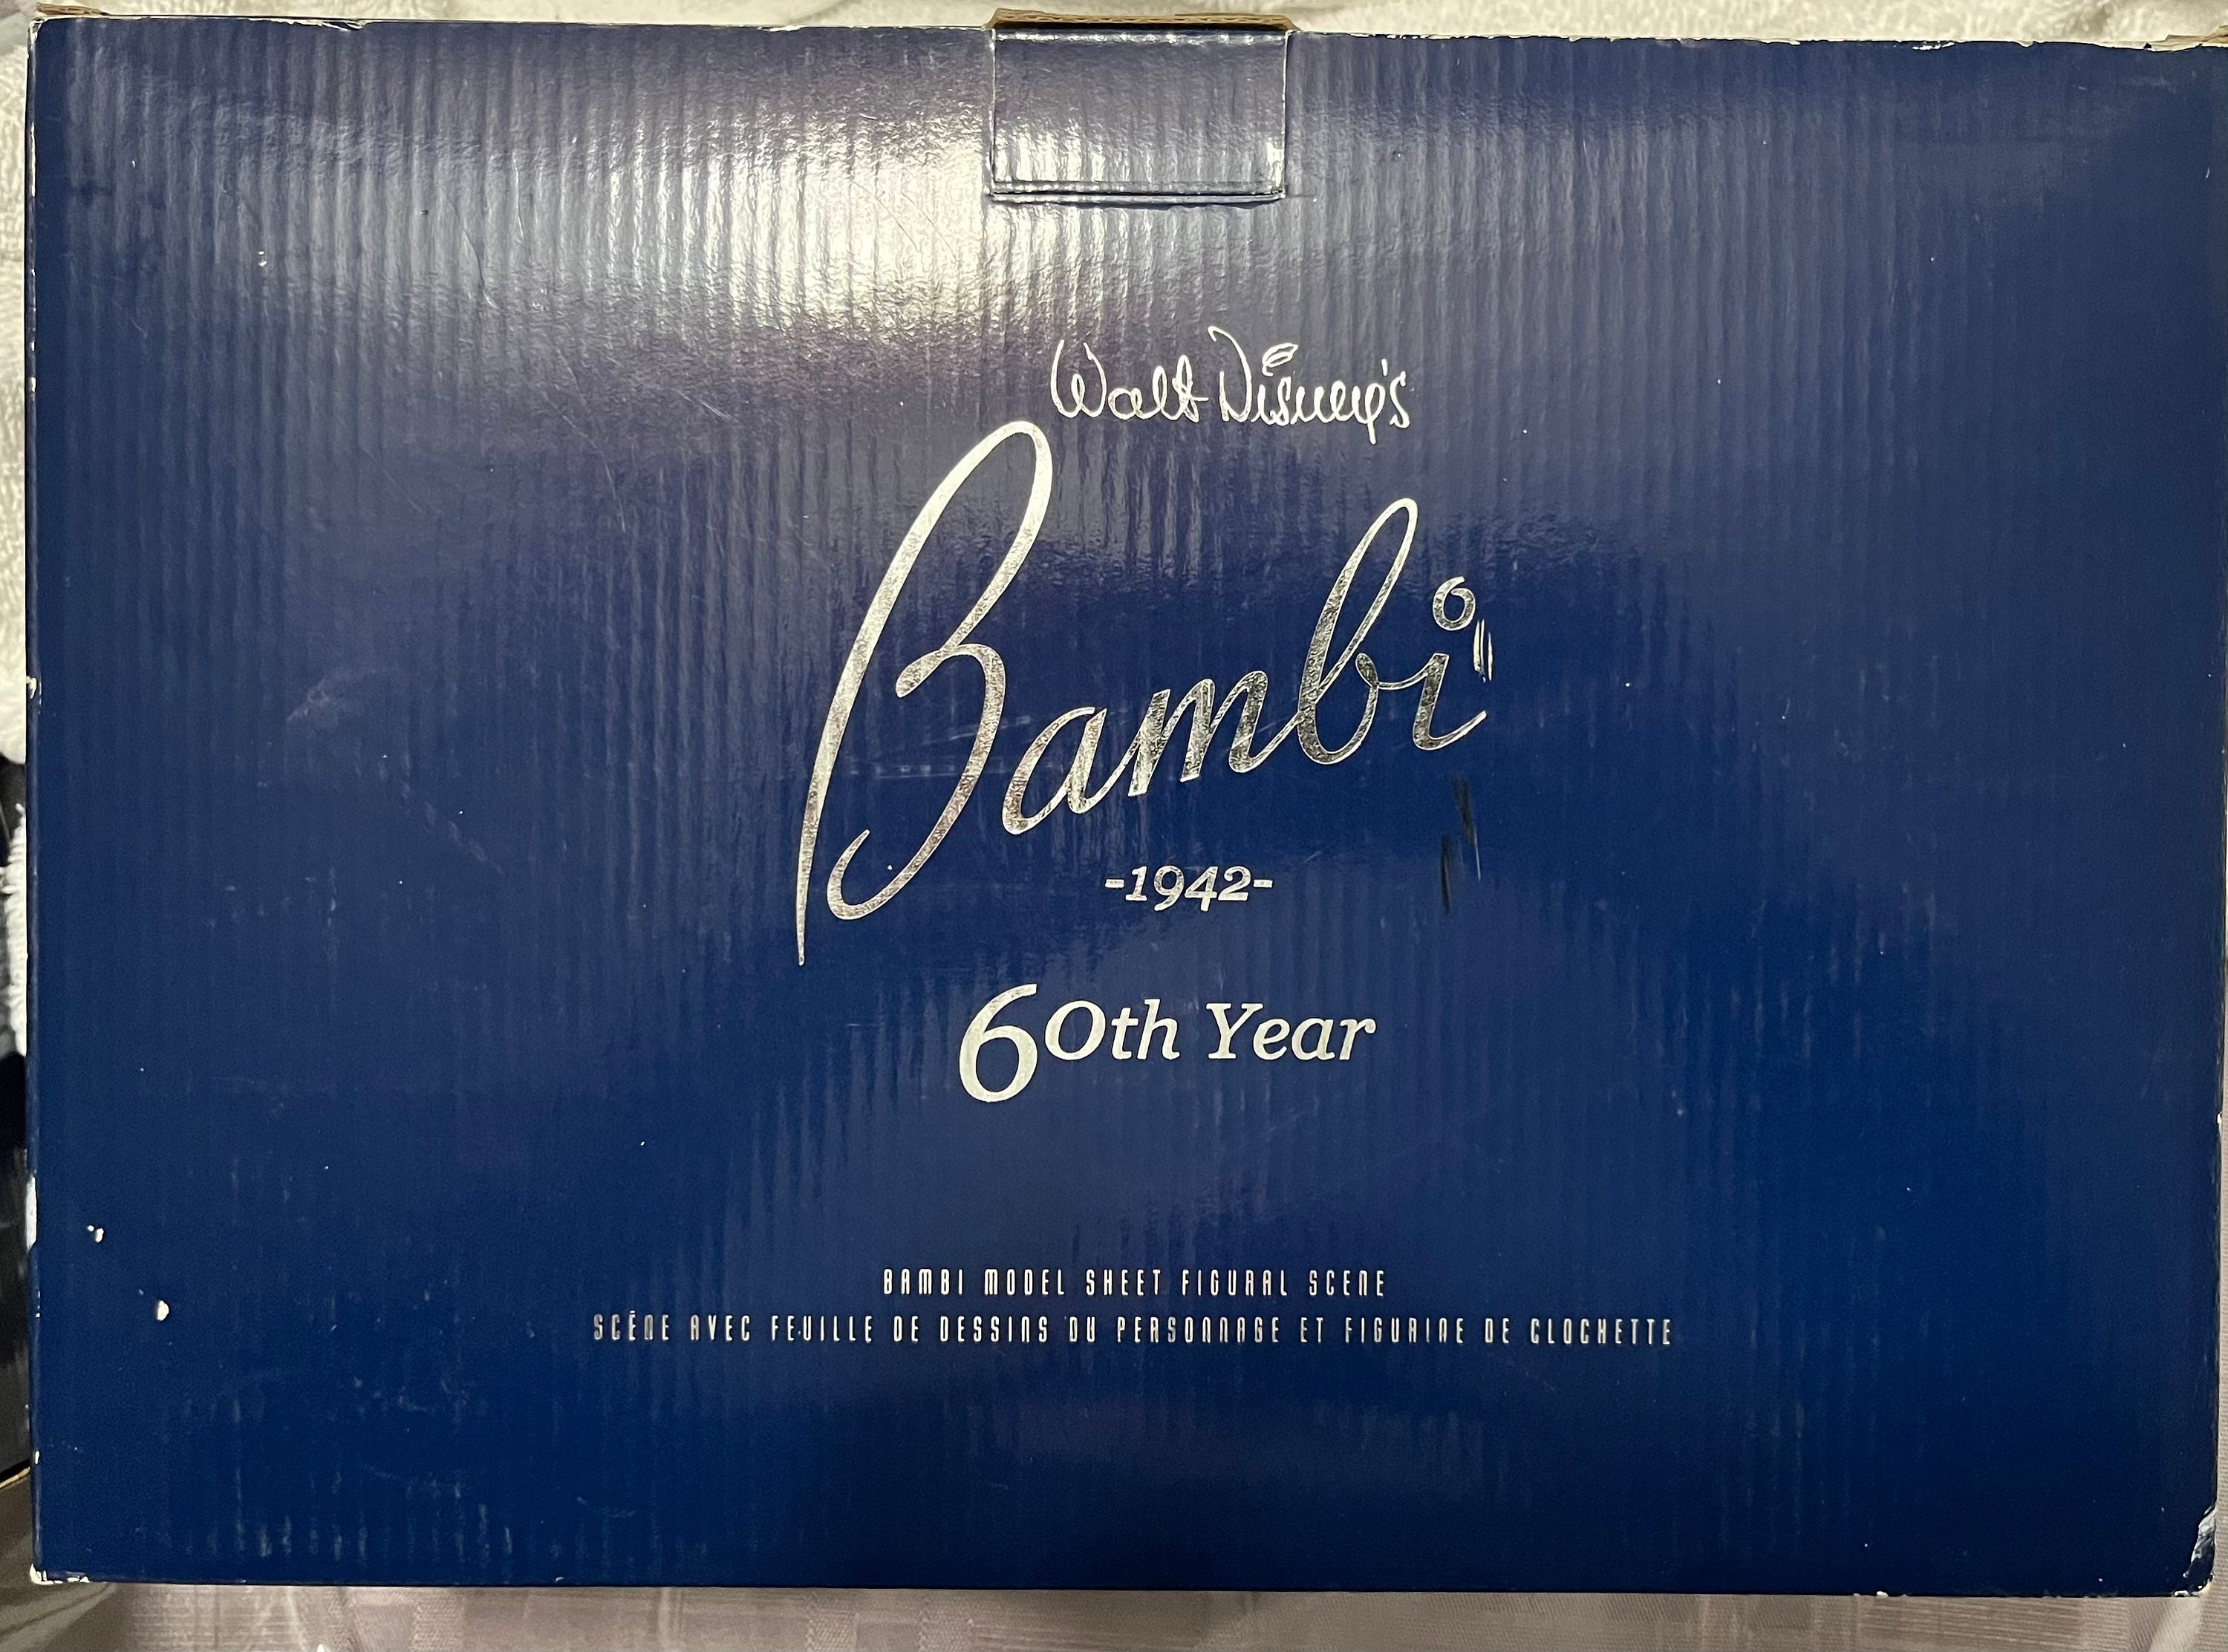 Walt Disney's
Bambi
-1942-
60th Year
BAMBI MODEL SHEET FIGURAL SCENE
SCÈNE AVEC FEUILLE DE DESSINS DU PERSONNAGE ET FIGURINE DE CLOCHETTE